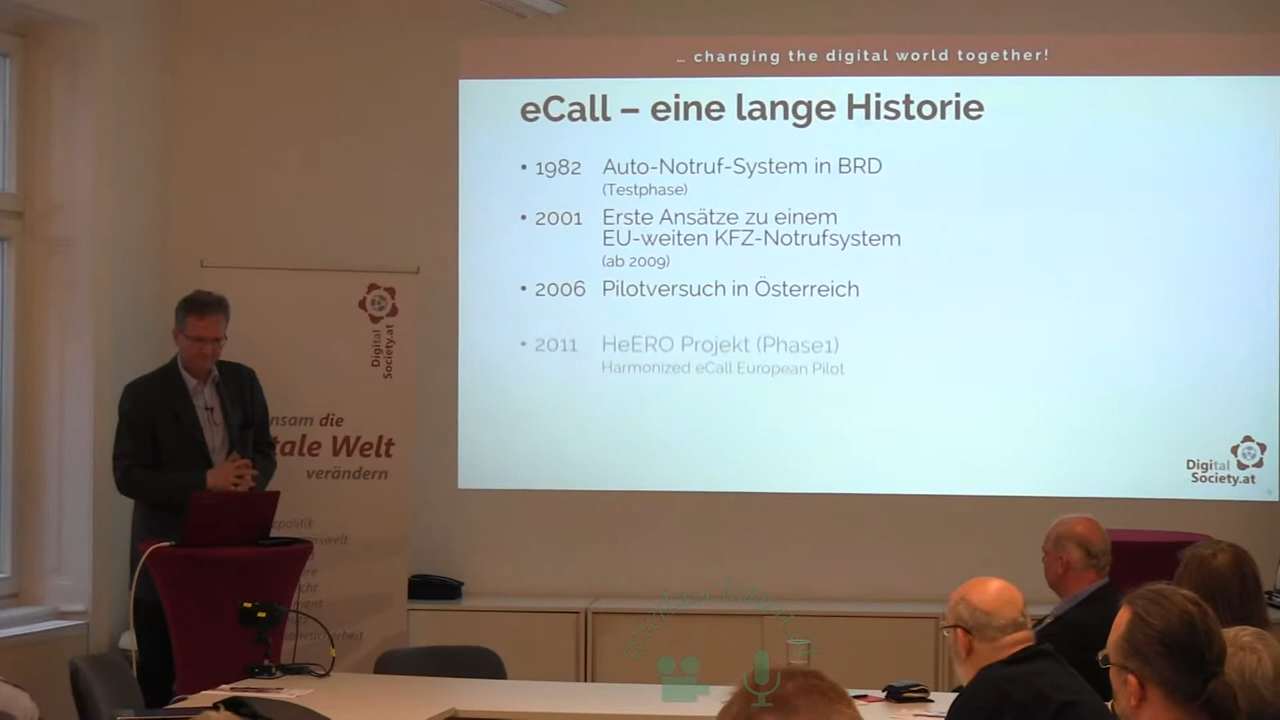 … changing the digital world together!
eCall – eine lange Historie
• 1982 Auto-Notruf-System in BRD
(Testphase)
• 2001 Erste Ansätze zu einem
EU-weiten KFZ-Notrufsystem
(ab 2009)
• 2006 Pilotversuch in Österreich
• 2011 HeERO Projekt (Phase1)
Harmonized eCall European Pilot
Digital
Society.at
Digital
Society.at
nsam die
tale Welt
verändern